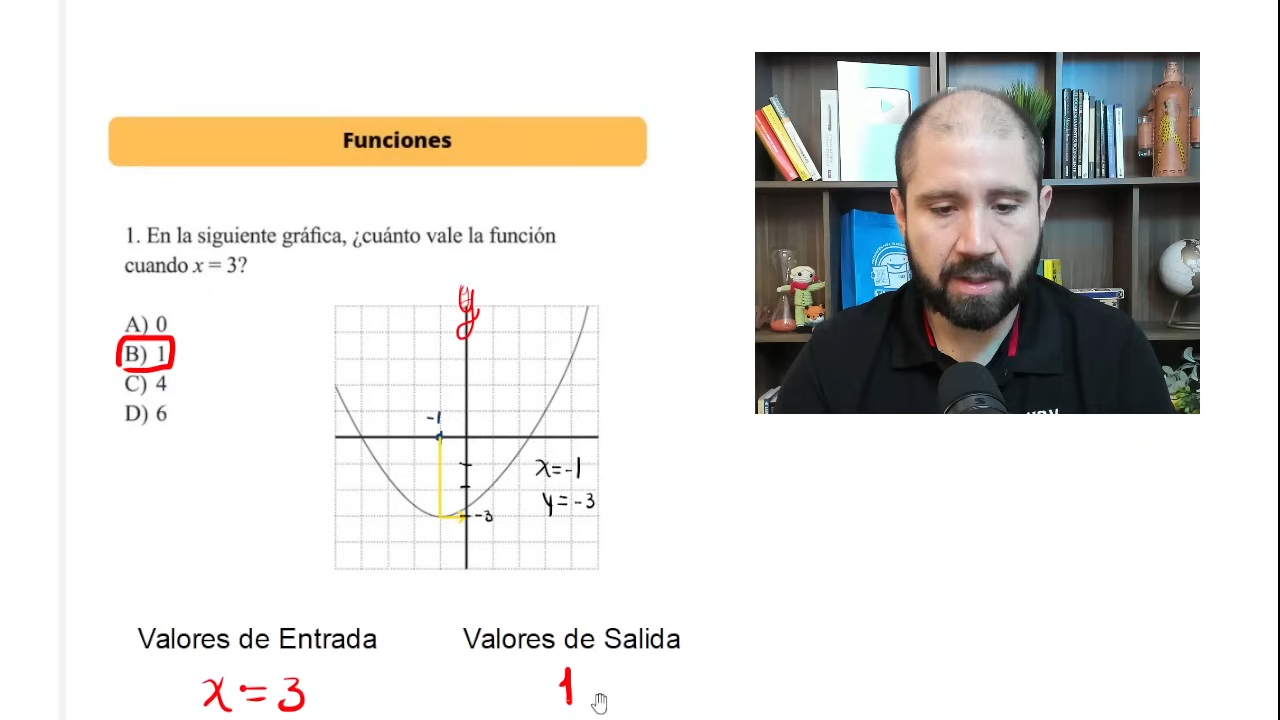 Funciones
1. En la siguiente gráfica, ¿cuánto vale la función
cuando x = 3?
A) 0
B) 1
C) 4
D) 6
y
-1
x=-1
y=-3
-3
Valores de Entrada
Valores de Salida
x=3
1